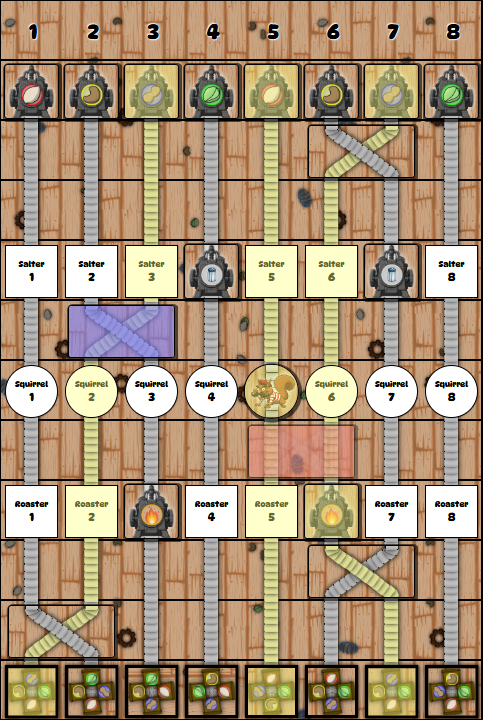 1 2 3 4 5 6 7 8
Salter 1
Salter 2
Salter 3
Salter 5
Salter 6
Salter 8
Squirrel 1
Squirrel 2
Squirrel 3
Squirrel 4
Squirrel 6
Squirrel 7
Squirrel 8
Roaster 1
Roaster 2
Roaster 4
Roaster 5
Roaster 7
Roaster 8